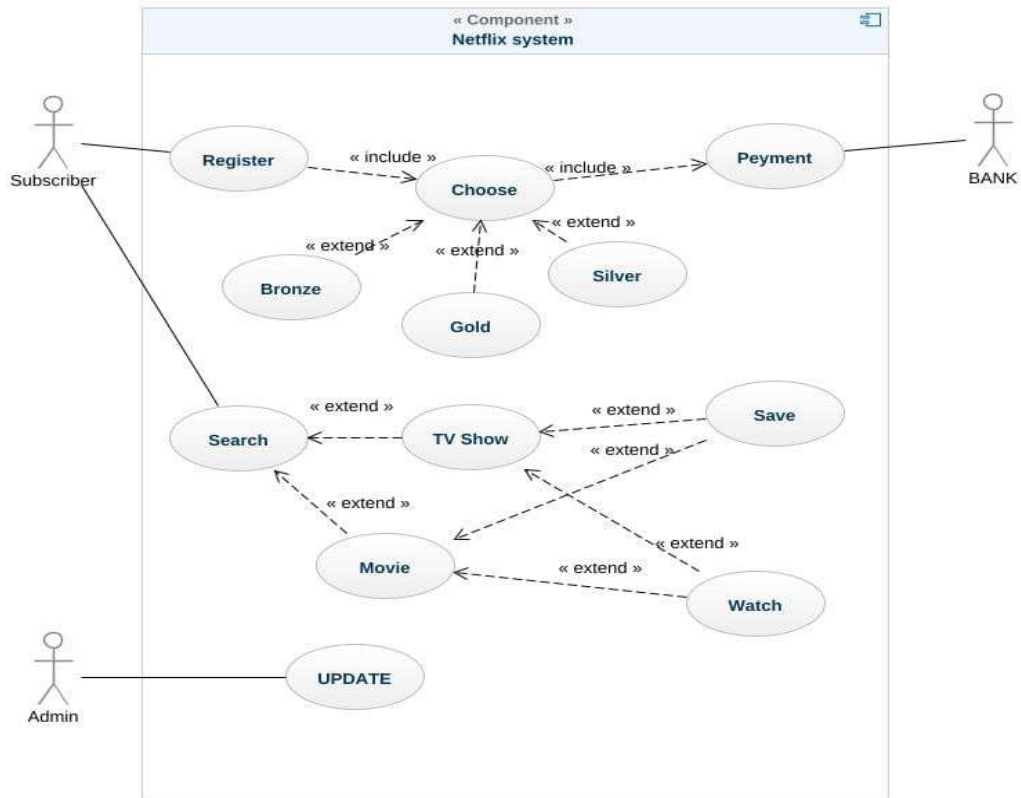 « Component »
Netflix system
Subscriber
BANK
Register
« include »
Choose
« include »
Peyment
« extend »
« extend »
« extend »
Bronze
Gold
Silver
Search
« extend »
TV Show
« extend »
Save
« extend »
« extend »
Movie
« extend »
« extend »
Watch
Admin
UPDATE